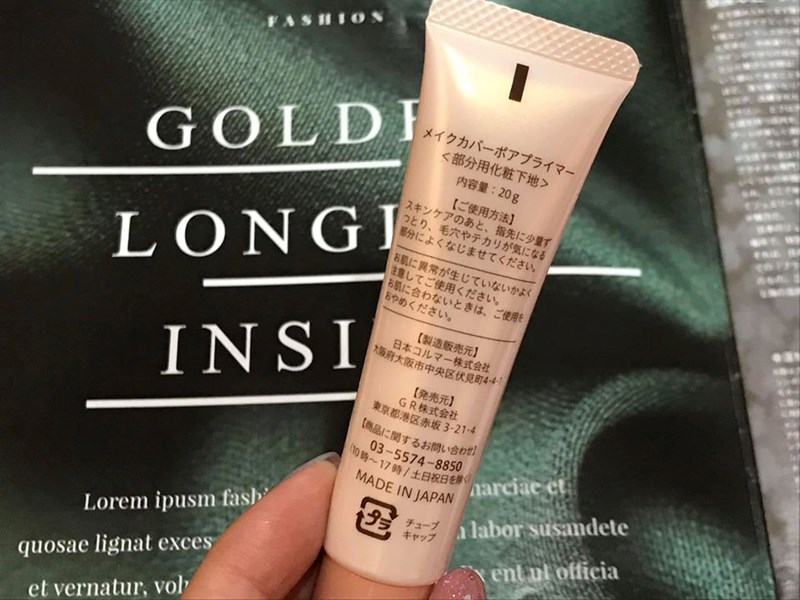 FASHION
GOLDE
LONG
INSI
Lorem ipsum fashi
quosae lignat exces
et vernatur, vol
harciae et
labor susandete
ex ent ut officia
メイクカバーポアプライマー
<部分用化粧下地>
内容量:20g
【ご使用方法】
スキンケアのあと、指先に少量ず
つとり、毛穴やテカリが気になる
部分によくなじませてください。
お肌に異常が生じていないかよく
注意してご使用ください。
お肌に合わないときは、ご使用を
おやめください。
【製造販売元】
日本コルマー株式会社
大阪府大阪市中央区伏見町4-4-1
【発売元】
GR株式会社
東京都港区赤坂3-21-4
【商品に関するお問い合わせ】
03-5574-8850
(10時~17時/土日祝日を除く)
MADE IN JAPAN
プラ
チューブ
キャップ